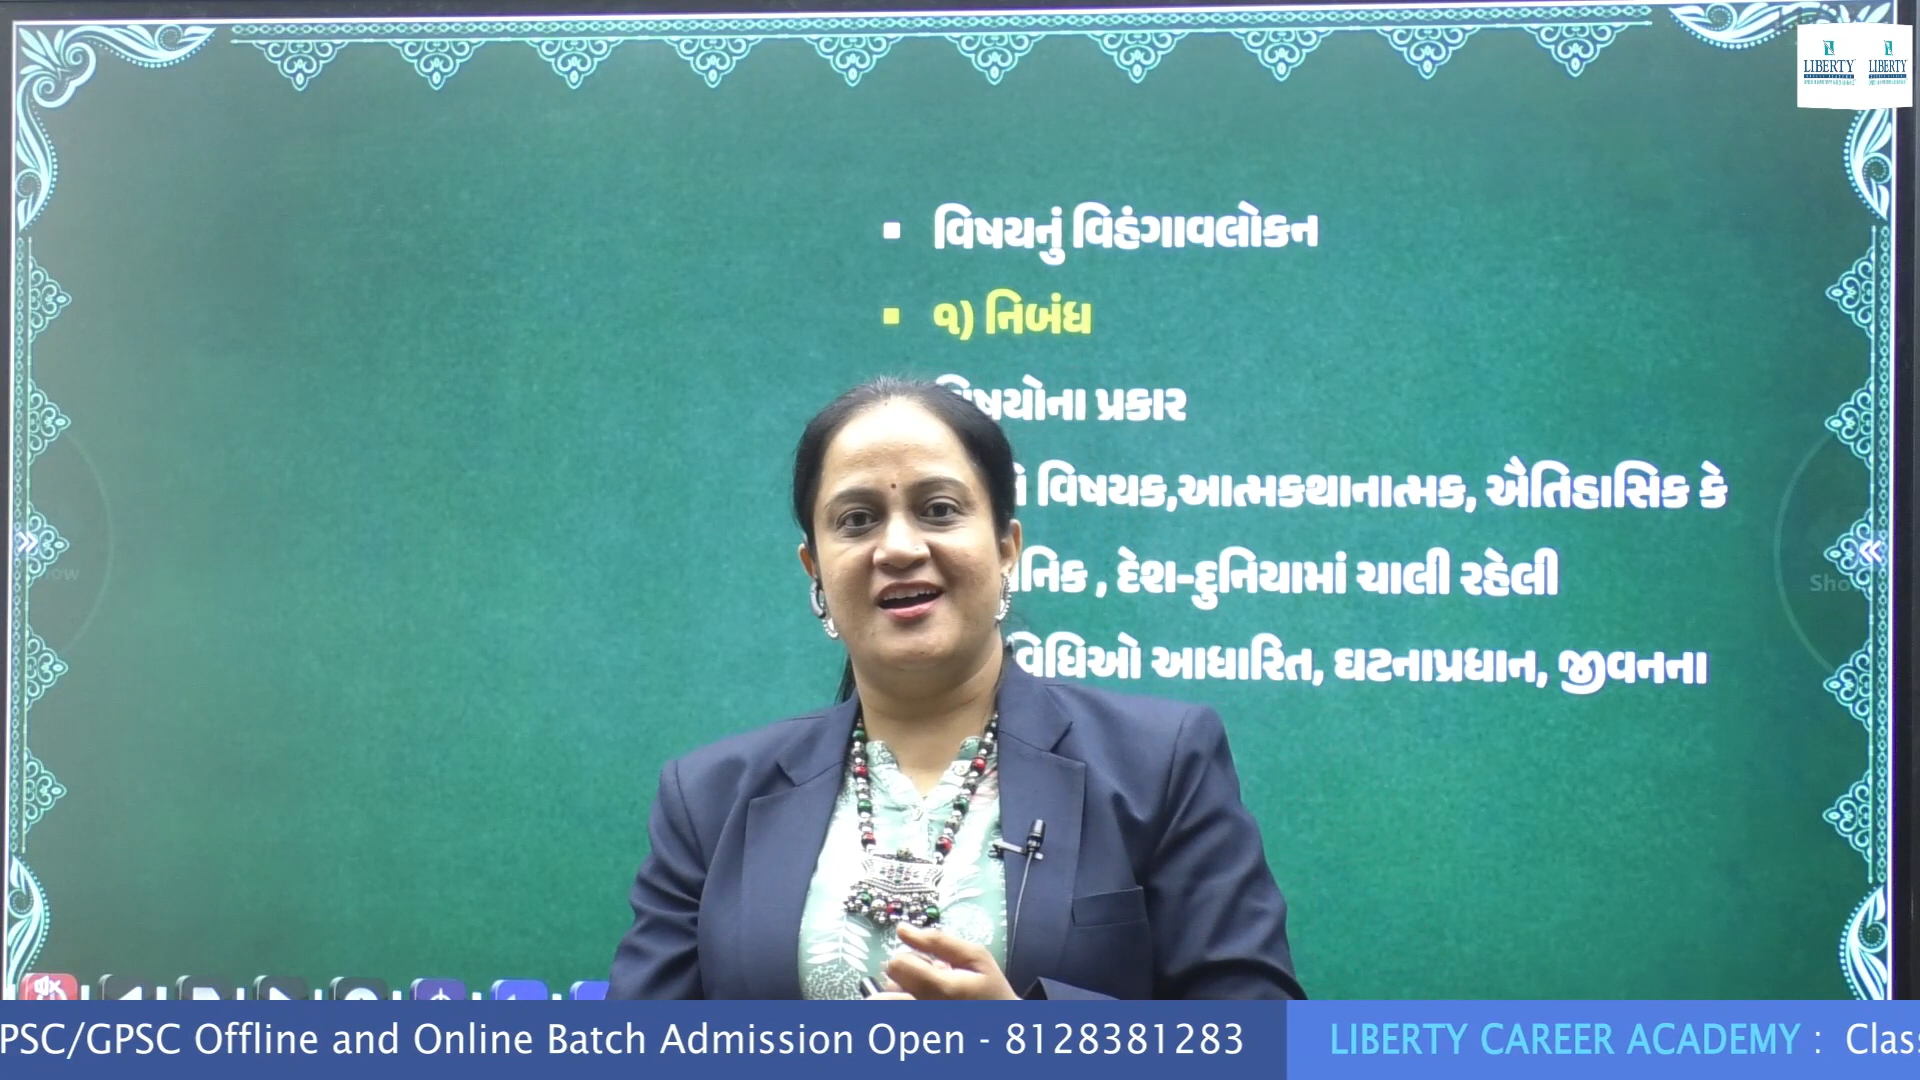 LIBERTY LIBERTY
વિષયનું વિહંગાવલોકન
૧) નિબંધ
વિષયોના પ્રકાર
વિષયક,આત્મકથાનાત્મક, ઐતિહાસિક કે
, દેશ-દુનિયામાં ચાલી રહેલી
આધારિત, ઘટનાપ્રધાન, જીવનના
PSC/GPSC Offline and Online Batch Admission Open - 8128381283
LIBERTY CAREER ACADEMY : Clas